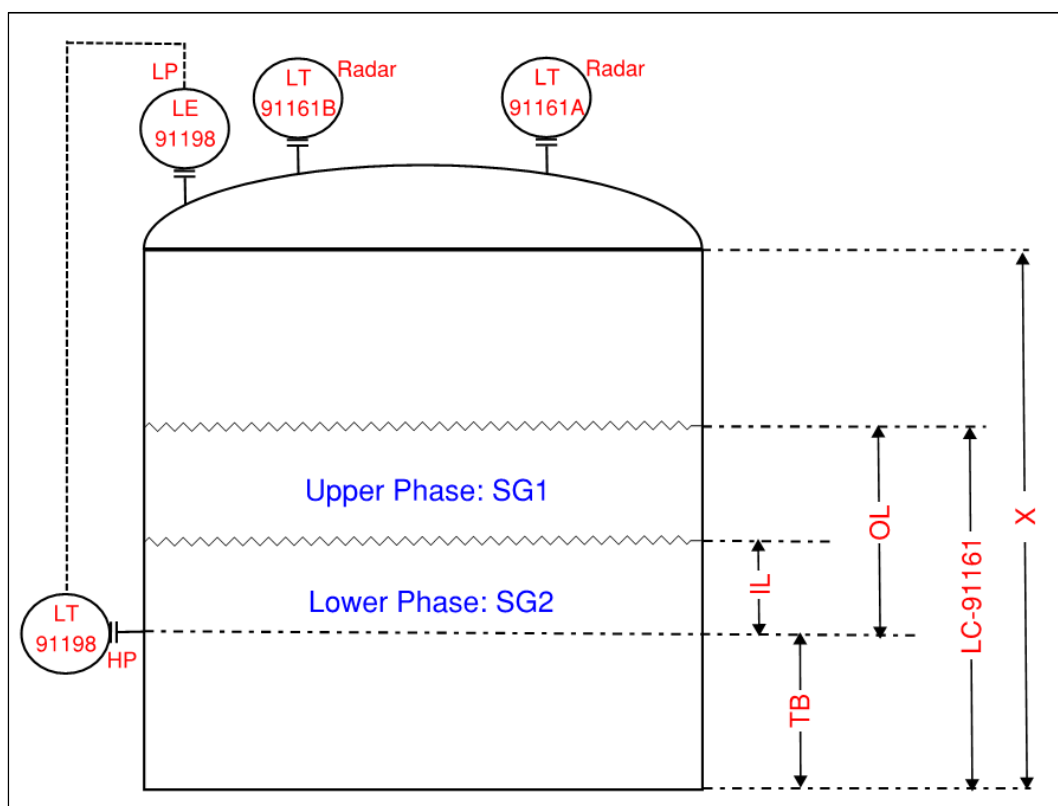 LP
LE
91198
LT
91161B
Radar
LT
91161A
Radar
Upper Phase: SG1
Lower Phase: SG2
LT
91198
HP
IL
OL
LC-91161
X
TB